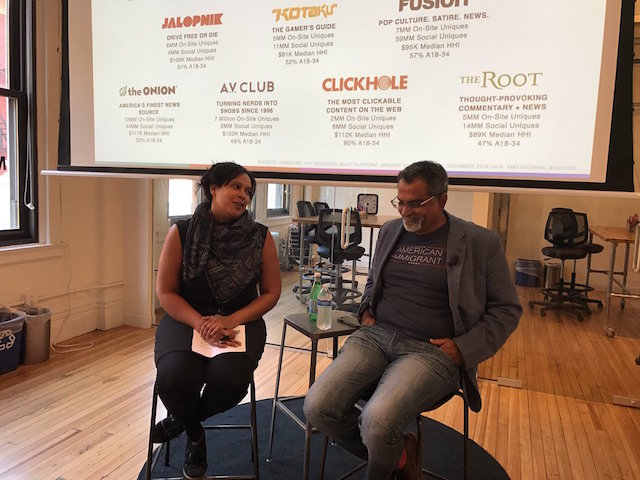 JALOPNIK
DRIVE FREE OR DIE
8MM On-Site Uniques
4MM Social Uniques
$106K Median HHI
51% A18-34
KOTAKU
THE GAMER'S GUIDE
5MM On-Site Uniques
11MM Social Uniques
$81K Median HHI
52% A18-34
FUSION
POP CULTURE. SATIRE. NEWS.
7MM On-Site Uniques
59MM Social Uniques
$95K Median HHI
57% A18-34
the ONION
AMERICA'S FINEST NEWS
SOURCE
12MM On-Site Uniques
44MM Social Uniques
$117K Median HHI
52% A18-34
A.V. CLUB
TURNING NERDS INTO
SNOBS SINCE 1996
7 Million On-Site Uniques
2MM Social Uniques
$103K Median HHI
49% A18-34
CLICKHOLE
THE MOST CLICKABLE
CONTENT ON THE WEB
2MM On-Site Uniques
8MM Social Uniques
$112K Median HHI
80% A18-34
THE ROOT
THOUGHT-PROVOKING
COMMENTARY + NEWS
5MM On-Site Uniques
14MM Social Uniques
$89K Median HHI
47% A18-34
AMERICAN
IMMIGRANT